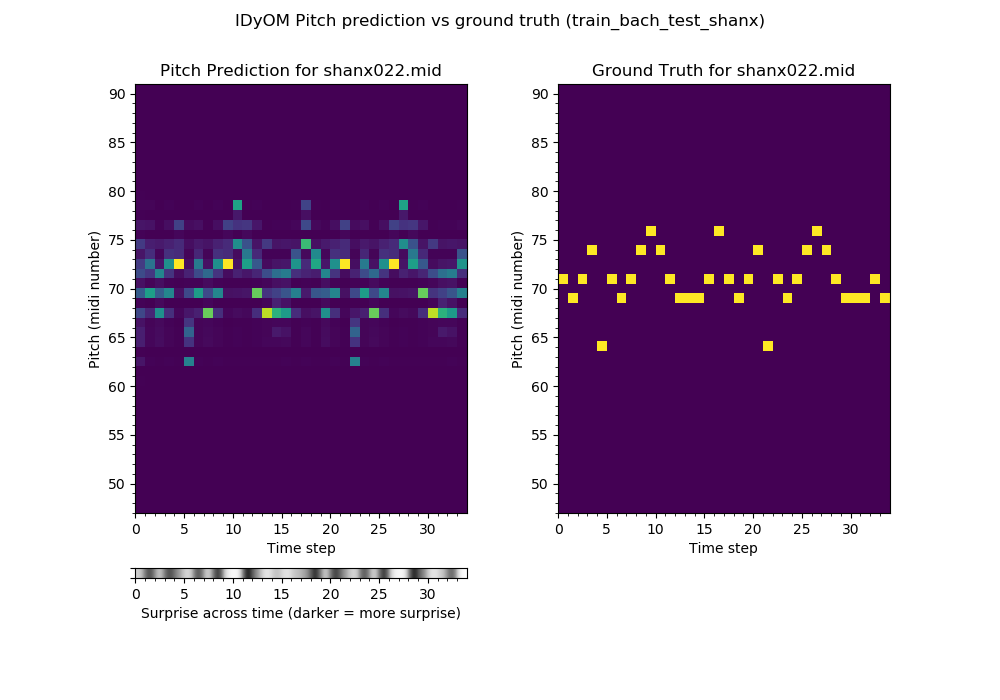 IDyOM Pitch prediction vs ground truth (train_bach_test_shanx)
Pitch Prediction for shanx022.mid
90
85
80
75
70
65
60
55
50
Pitch (midi number)
0 5 10 15 20 25 30
Time step
0 5 10 15 20 25 30
Surprise across time (darker = more surprise)
Ground Truth for shanx022.mid
90
85
80
75
70
65
60
55
50
Pitch (midi number)
0 5 10 15 20 25 30
Time step